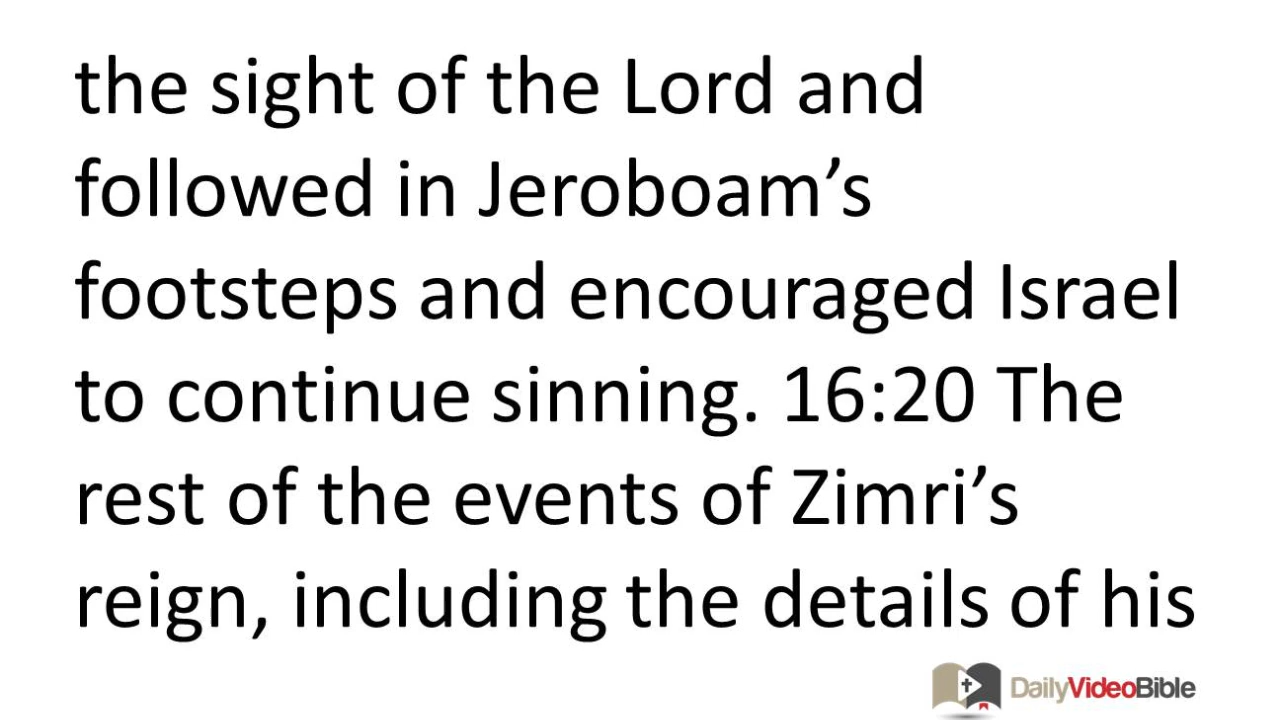 the sight of the Lord and
followed in Jeroboam’s
footsteps and encouraged Israel
to continue sinning. 16:20 The
rest of the events of Zimri’s
reign, including the details of his
DailyVideoBible